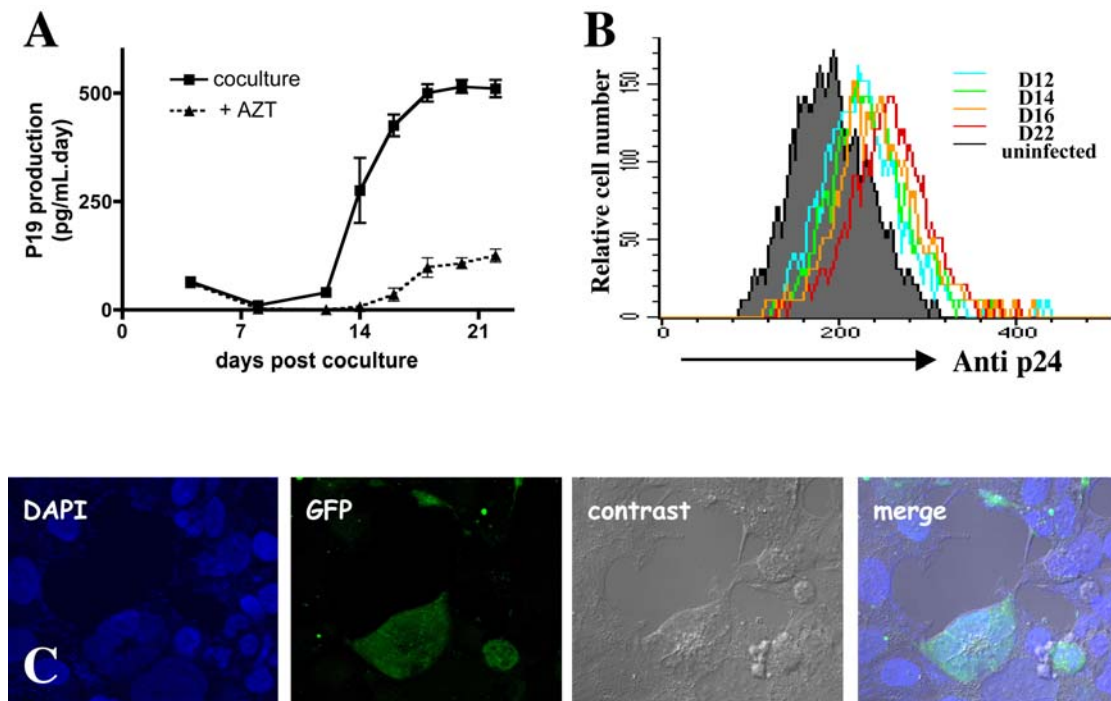 A
P19 production
(pg/mL.day)
500
250
0
coculture
+ AZT
0
7
14
21
days post coculture
B
Relative cell number
150
100
50
0
D12
D14
D16
D22
uninfected
0
200
400
Anti p24
DAPI
GFP
contrast
merge
C